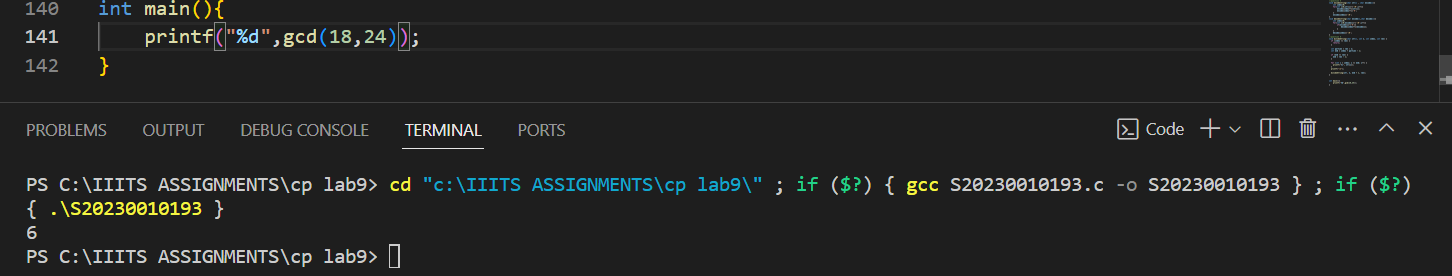 140 int main(){
141 printf("%d",gcd(18,24));
142 }
PROBLEMS OUTPUT DEBUG CONSOLE TERMINAL PORTS Code
PS C:\IIITS ASSIGNMENTS\cp lab9> cd "c:\IIITS ASSIGNMENTS\cp lab9\" ; if ($?) { gcc S20230010193.c -o S20230010193 } ; if ($?)
{ .\S20230010193 }
6
PS C:\IIITS ASSIGNMENTS\cp lab9>